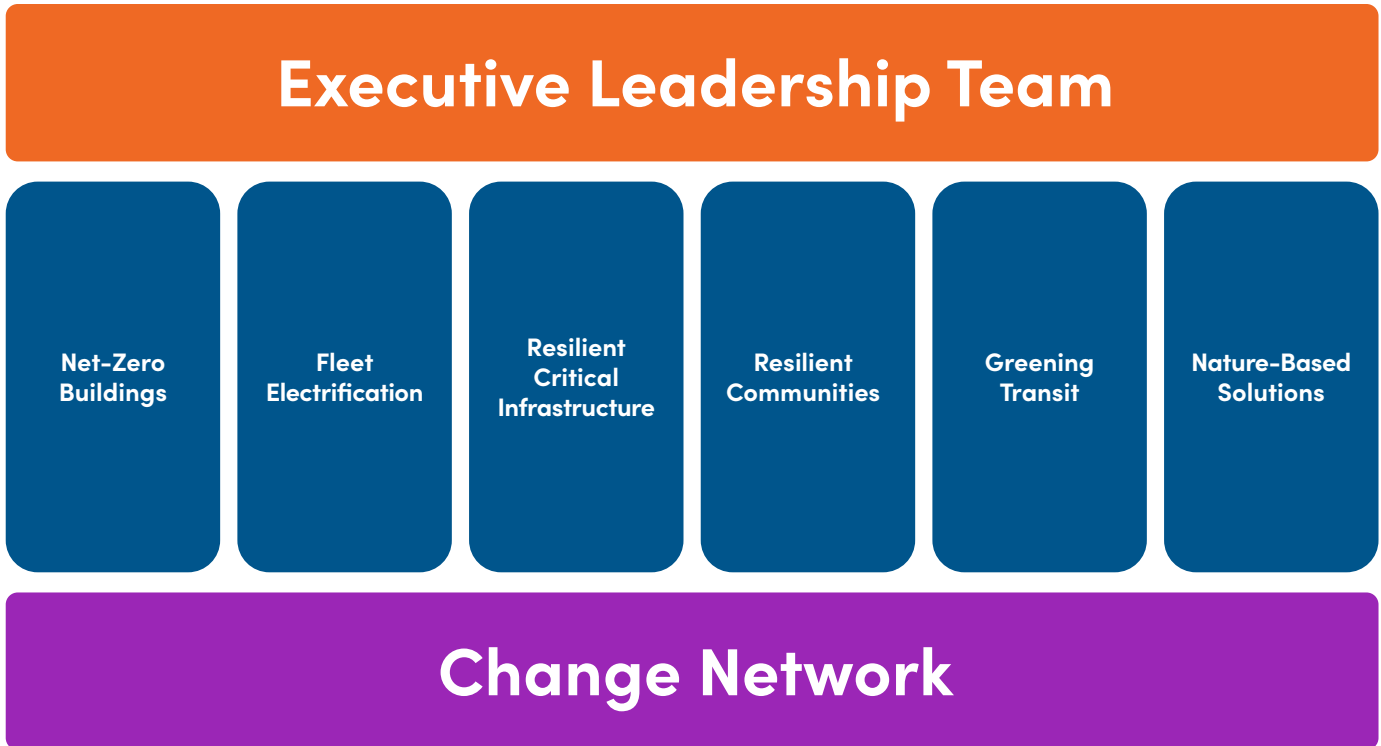 Executive Leadership Team
Net-Zero
Buildings
Fleet
Electrification
Resilient
Critical
Infrastructure
Resilient
Communities
Greening
Transit
Nature-Based
Solutions
Change Network